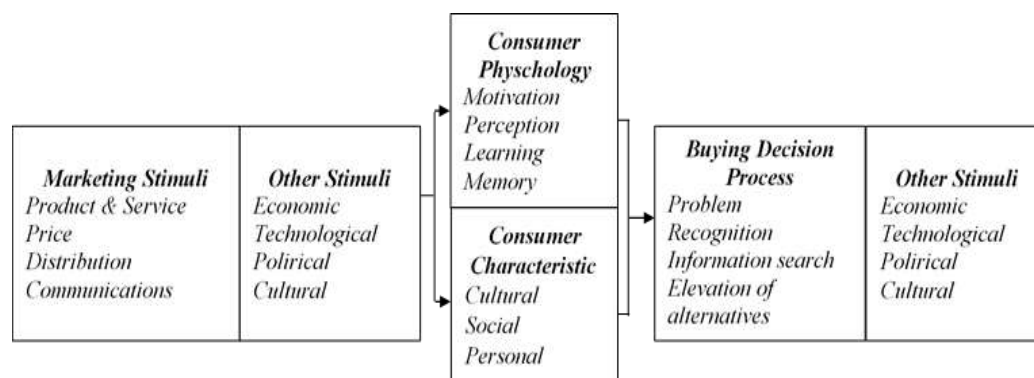 Marketing Stimuli
Product & Service
Price
Distribution
Communications
Other Stimuli
Economic
Technological
Polirical
Cultural
Consumer
Physchology
Motivation
Perception
Learning
Memory
Consumer
Characteristic
Cultural
Social
Personal
Buying Decision
Process
Problem
Recognition
Information search
Elevation of
alternatives
Other Stimuli
Economic
Technological
Polirical
Cultural